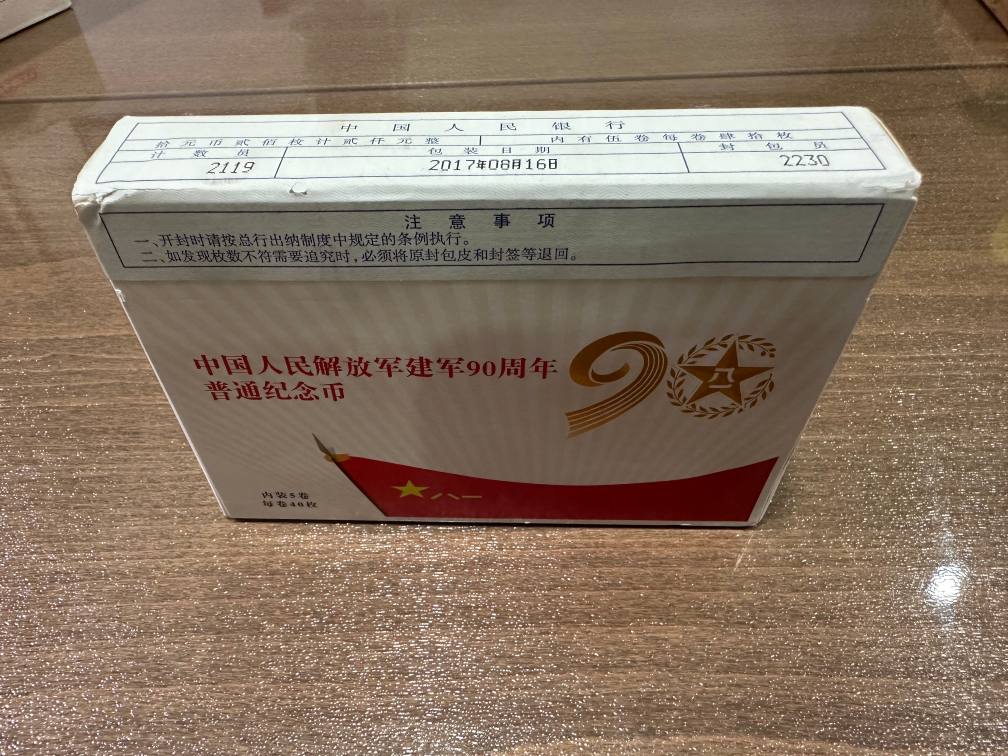 中国人民银行
拾元币贰佰枚计贰仟元整 内有伍卷每卷肆拾枚
计数员 包装日期 封包员
2119 2017年08月16日 2230
注意事项
一、开封时请按总行出纳制度中规定的条例执行。
二、如发现枚数不符需要追究时，必须将原封包皮和封签等退回。
中国人民解放军建军90周年
普通纪念币
90
八一
内装5卷
每卷40枚
八一